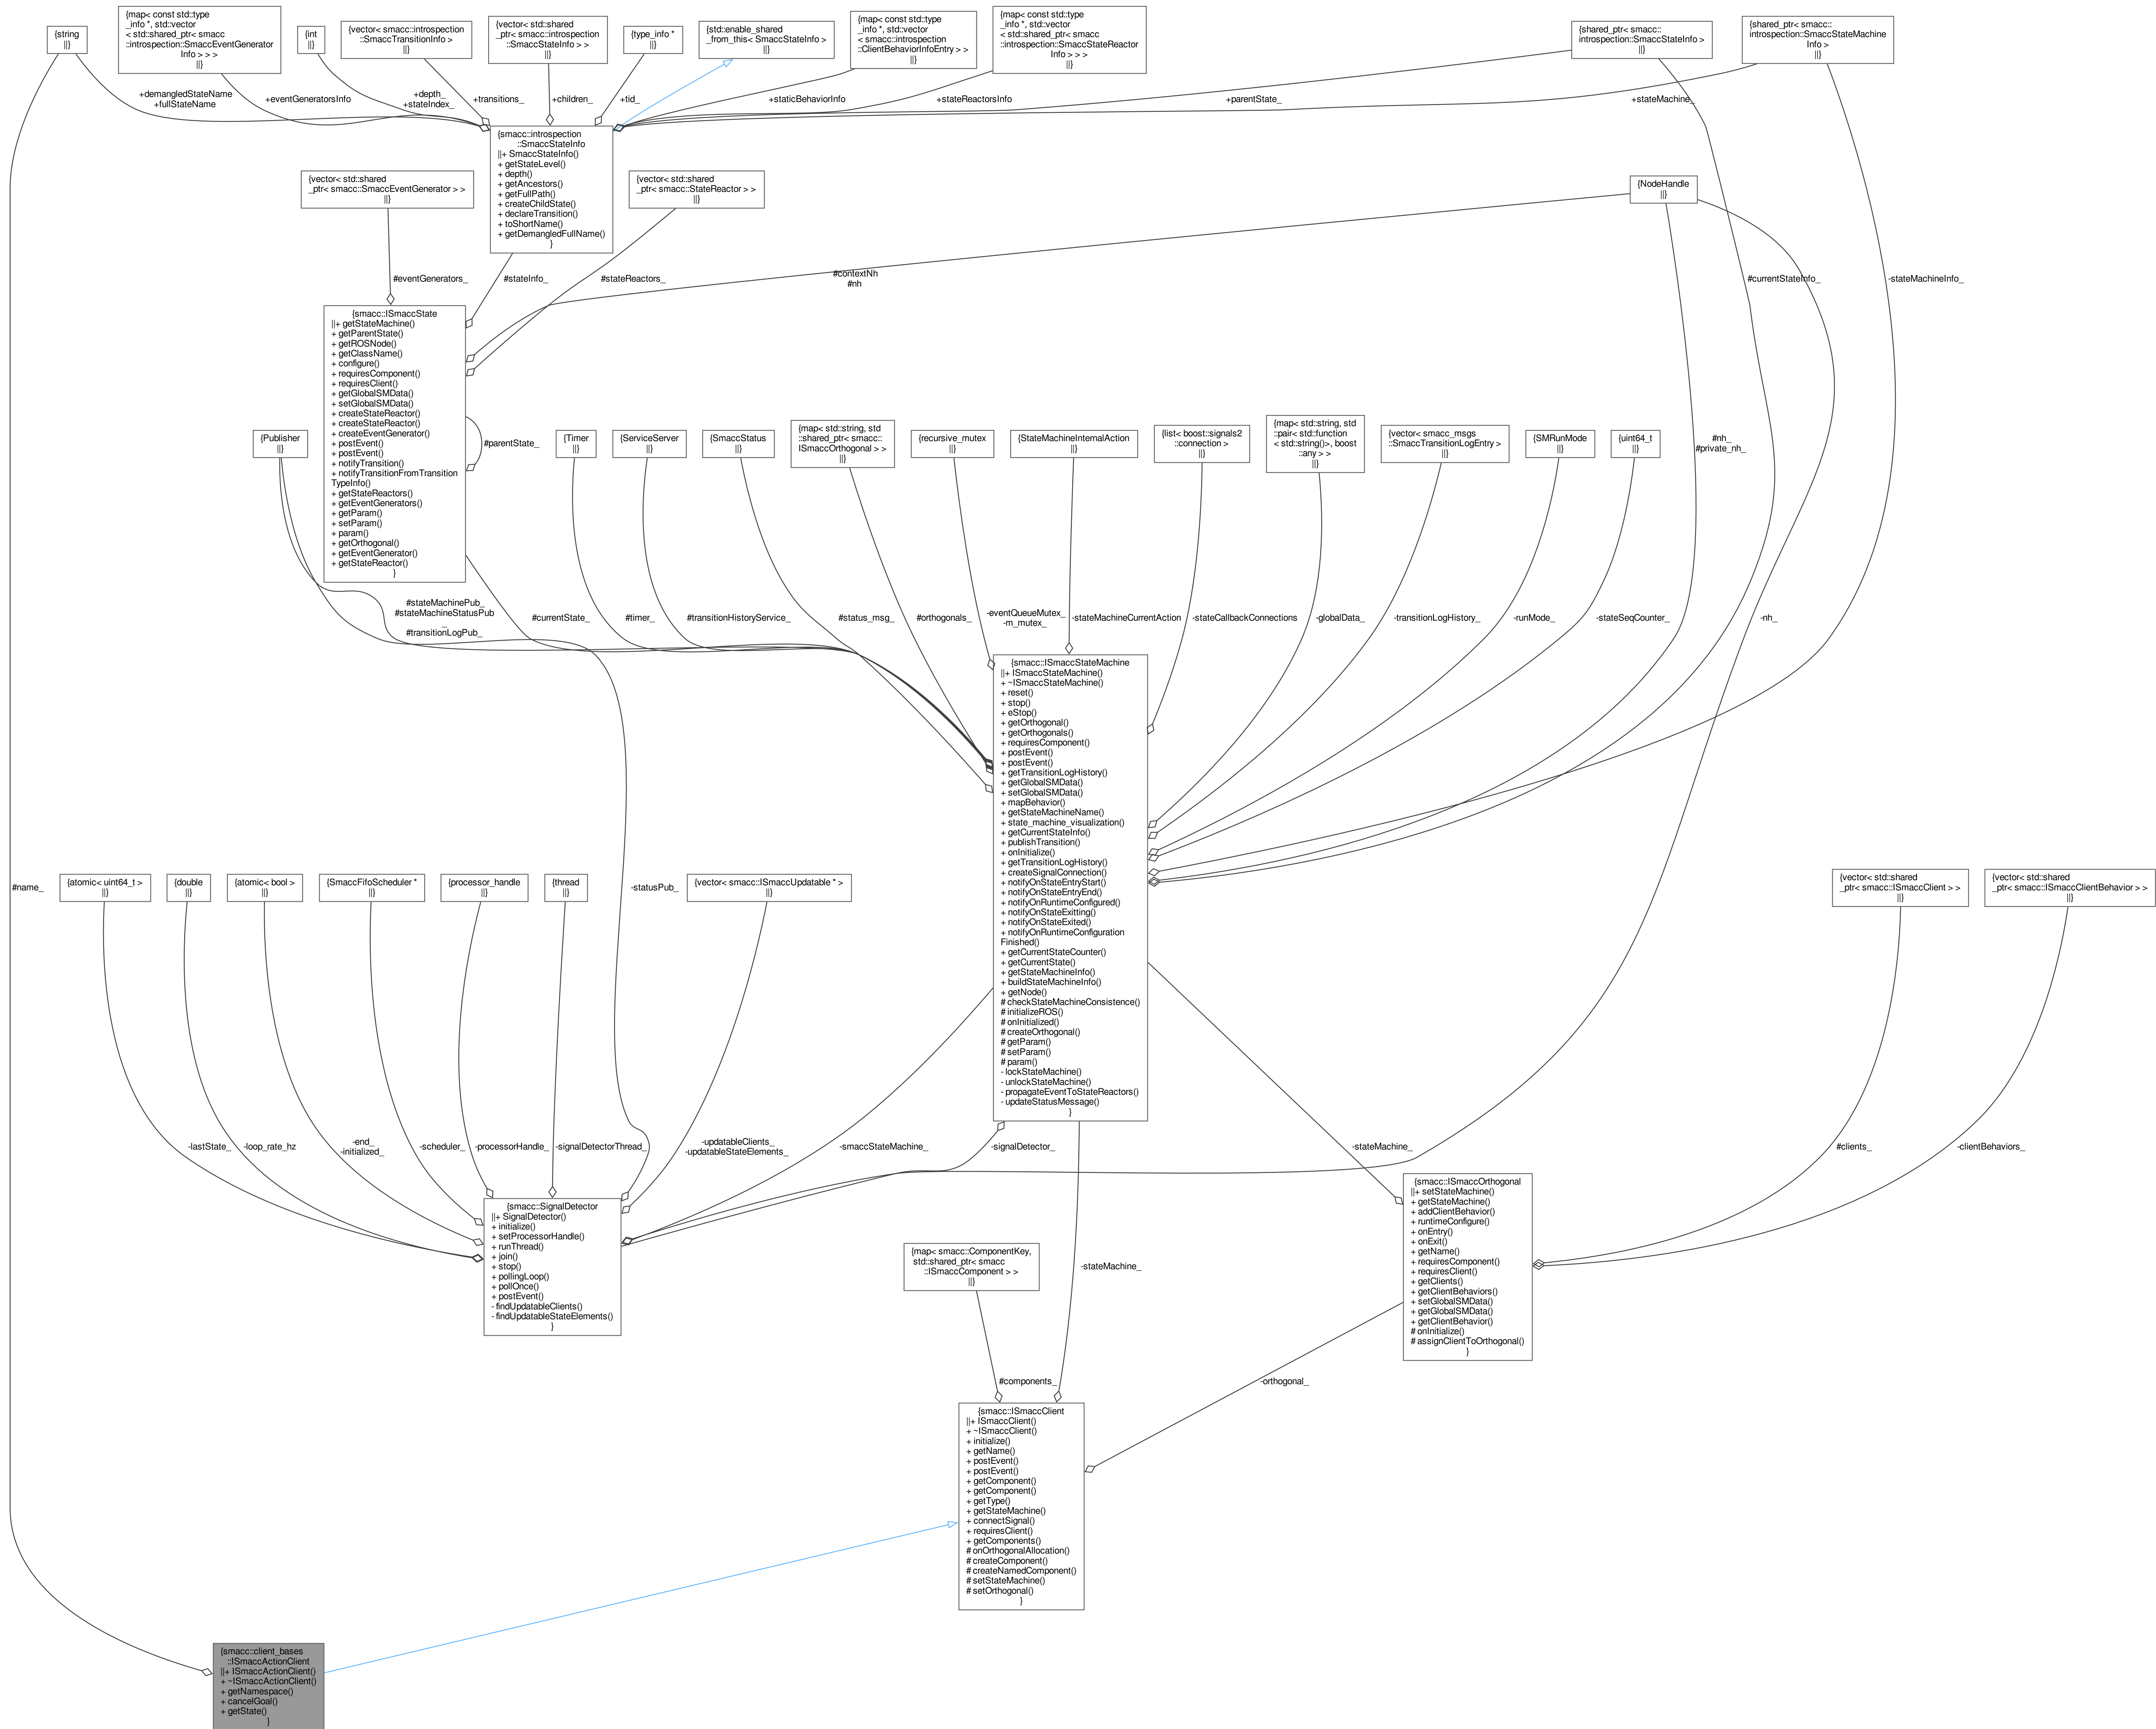 {string
||}
{map< const std::type
_info *, std::vector
< std::shared_ptr< smacc
::introspection::SmaccEventGenerator
Info > > >
||}
{int
||}
{vector< smacc::introspection
::SmaccTransitionInfo >
||}
{vector< std::shared
_ptr< smacc::introspection
::SmaccStateInfo > >
||}
{type_info *
||}
{std::enable_shared
_from_this< SmaccStateInfo >
||}
{map< const std::type
_info *, std::vector
< smacc::introspection
::ClientBehaviorInfoEntry > >
||}
{map< const std::type
_info *, std::vector
< std::shared_ptr< smacc
::introspection::SmaccStateReactor
Info > > >
||}
{shared_ptr< smacc::
introspection::SmaccStateInfo >
||}
{shared_ptr< smacc::
introspection::SmaccStateMachine
Info >
||}
+demangledStateName
+fullStateName
+eventGeneratorsInfo
+depth_
+stateIndex_
+transitions_
+children_
+tid_
+staticBehaviorInfo
+stateReactorsInfo
+parentState_
+stateMachine_
{smacc::introspection
::SmaccStateInfo
||+ SmaccStateInfo()
+ getStateLevel()
+ depth()
+ getAncestors()
+ getFullPath()
+ createChildState()
+ declareTransition()
+ toShortName()
+ getDemangledFullName()
}
{vector< std::shared
_ptr< smacc::SmaccEventGenerator > >
||}
{vector< std::shared
_ptr< smacc::StateReactor > >
||}
{NodeHandle
||}
#eventGenerators_
#stateInfo_
#stateReactors_
#contextNh
#nh
#currentStateInfo_
-stateMachineInfo_
{smacc::ISmaccState
||+ getStateMachine()
+ getParentState()
+ getROSNode()
+ getClassName()
+ configure()
+ requiresComponent()
+ requiresClient()
+ getGlobalSMData()
+ setGlobalSMData()
+ createStateReactor()
+ createStateReactor()
+ createEventGenerator()
+ postEvent()
+ postEvent()
+ notifyTransition()
+ notifyTransitionFromTransition
TypeInfo()
+ getStateReactors()
+ getEventGenerators()
+ getParam()
+ setParam()
+ param()
+ getOrthogonal()
+ getEventGenerator()
+ getStateReactor()
}
#parentState_
{Publisher
||}
{Timer
||}
{ServiceServer
||}
{SmaccStatus
||}
{map< std::string, std
::shared_ptr< smacc::
ISmaccOrthogonal > >
||}
{recursive_mutex
||}
{StateMachineInternalAction
||}
{list< boost::signals2
::connection >
||}
{map< std::string, std
::pair< std::function
< std::string()>, boost
::any > >
||}
{vector< smacc_msgs
::SmaccTransitionLogEntry >
||}
{SMRunMode
||}
{uint64_t
||}
#nh_
#private_nh_
#stateMachinePub_
#stateMachineStatusPub
_
#transitionLogPub_
#currentState_
#timer_
#transitionHistoryService_
#status_msg_
#orthogonals_
-eventQueueMutex_
-m_mutex_
-stateMachineCurrentAction
-stateCallbackConnections
-globalData_
-transitionLogHistory_
-runMode_
-stateSeqCounter_
-nh_
{smacc::ISmaccStateMachine
||+ ISmaccStateMachine()
+ ~ISmaccStateMachine()
+ reset()
+ stop()
+ eStop()
+ getOrthogonal()
+ getOrthogonals()
+ requiresComponent()
+ postEvent()
+ postEvent()
+ getTransitionLogHistory()
+ getGlobalSMData()
+ setGlobalSMData()
+ mapBehavior()
+ getStateMachineName()
+ state_machine_visualization()
+ getCurrentStateInfo()
+ publishTransition()
+ onInitialize()
+ getTransitionLogHistory()
+ createSignalConnection()
+ notifyOnStateEntryStart()
+ notifyOnStateEntryEnd()
+ notifyOnRuntimeConfigured()
+ notifyOnStateExitting()
+ notifyOnStateExited()
+ notifyOnRuntimeConfiguration
Finished()
+ getCurrentStateCounter()
+ getCurrentState()
+ getStateMachineInfo()
+ buildStateMachineInfo()
+ getNode()
# checkStateMachineConsistence()
# initializeROS()
# onInitialized()
# createOrthogonal()
# getParam()
# setParam()
# param()
- lockStateMachine()
- unlockStateMachine()
- propagateEventToStateReactors()
- updateStatusMessage()
}
#name_
{atomic< uint64_t >
||}
{double
||}
{atomic< bool >
||}
{SmaccFifoScheduler *
||}
{processor_handle
||}
{thread
||}
-statusPub_
{vector< smacc::ISmaccUpdatable * >
||}
{vector< std::shared
_ptr< smacc::ISmaccClient > >
||}
{vector< std::shared
_ptr< smacc::ISmaccClientBehavior > >
||}
-lastState_
-loop_rate_hz
-end_
-initialized_
-scheduler_
-processorHandle_
-signalDetectorThread_
-updatableClients_
-updatableStateElements_
-smaccStateMachine_
-signalDetector_
-stateMachine_
#clients_
-clientBehaviors_
{smacc::SignalDetector
||+ SignalDetector()
+ initialize()
+ setProcessorHandle()
+ runThread()
+ join()
+ stop()
+ pollingLoop()
+ pollOnce()
+ postEvent()
- findUpdatableClients()
- findUpdatableStateElements()
}
{smacc::ISmaccOrthogonal
||+ setStateMachine()
+ getStateMachine()
+ addClientBehavior()
+ runtimeConfigure()
+ onEntry()
+ onExit()
+ getName()
+ requiresComponent()
+ requiresClient()
+ getClients()
+ getClientBehaviors()
+ setGlobalSMData()
+ getGlobalSMData()
+ getClientBehavior()
# onInitialize()
# assignClientToOrthogonal()
}
{map< smacc::ComponentKey,
std::shared_ptr< smacc
::ISmaccComponent > >
||}
-stateMachine_
#components_
-orthogonal_
{smacc::ISmaccClient
||+ ISmaccClient()
+ ~ISmaccClient()
+ initialize()
+ getName()
+ postEvent()
+ postEvent()
+ getComponent()
+ getComponent()
+ getType()
+ getStateMachine()
+ connectSignal()
+ requiresClient()
+ getComponents()
# onOrthogonalAllocation()
# createComponent()
# createNamedComponent()
# setStateMachine()
# setOrthogonal()
}
{smacc::client_bases
::ISmaccActionClient
||+ ISmaccActionClient()
+ ~ISmaccActionClient()
+ getNamespace()
+ cancelGoal()
+ getState()
}